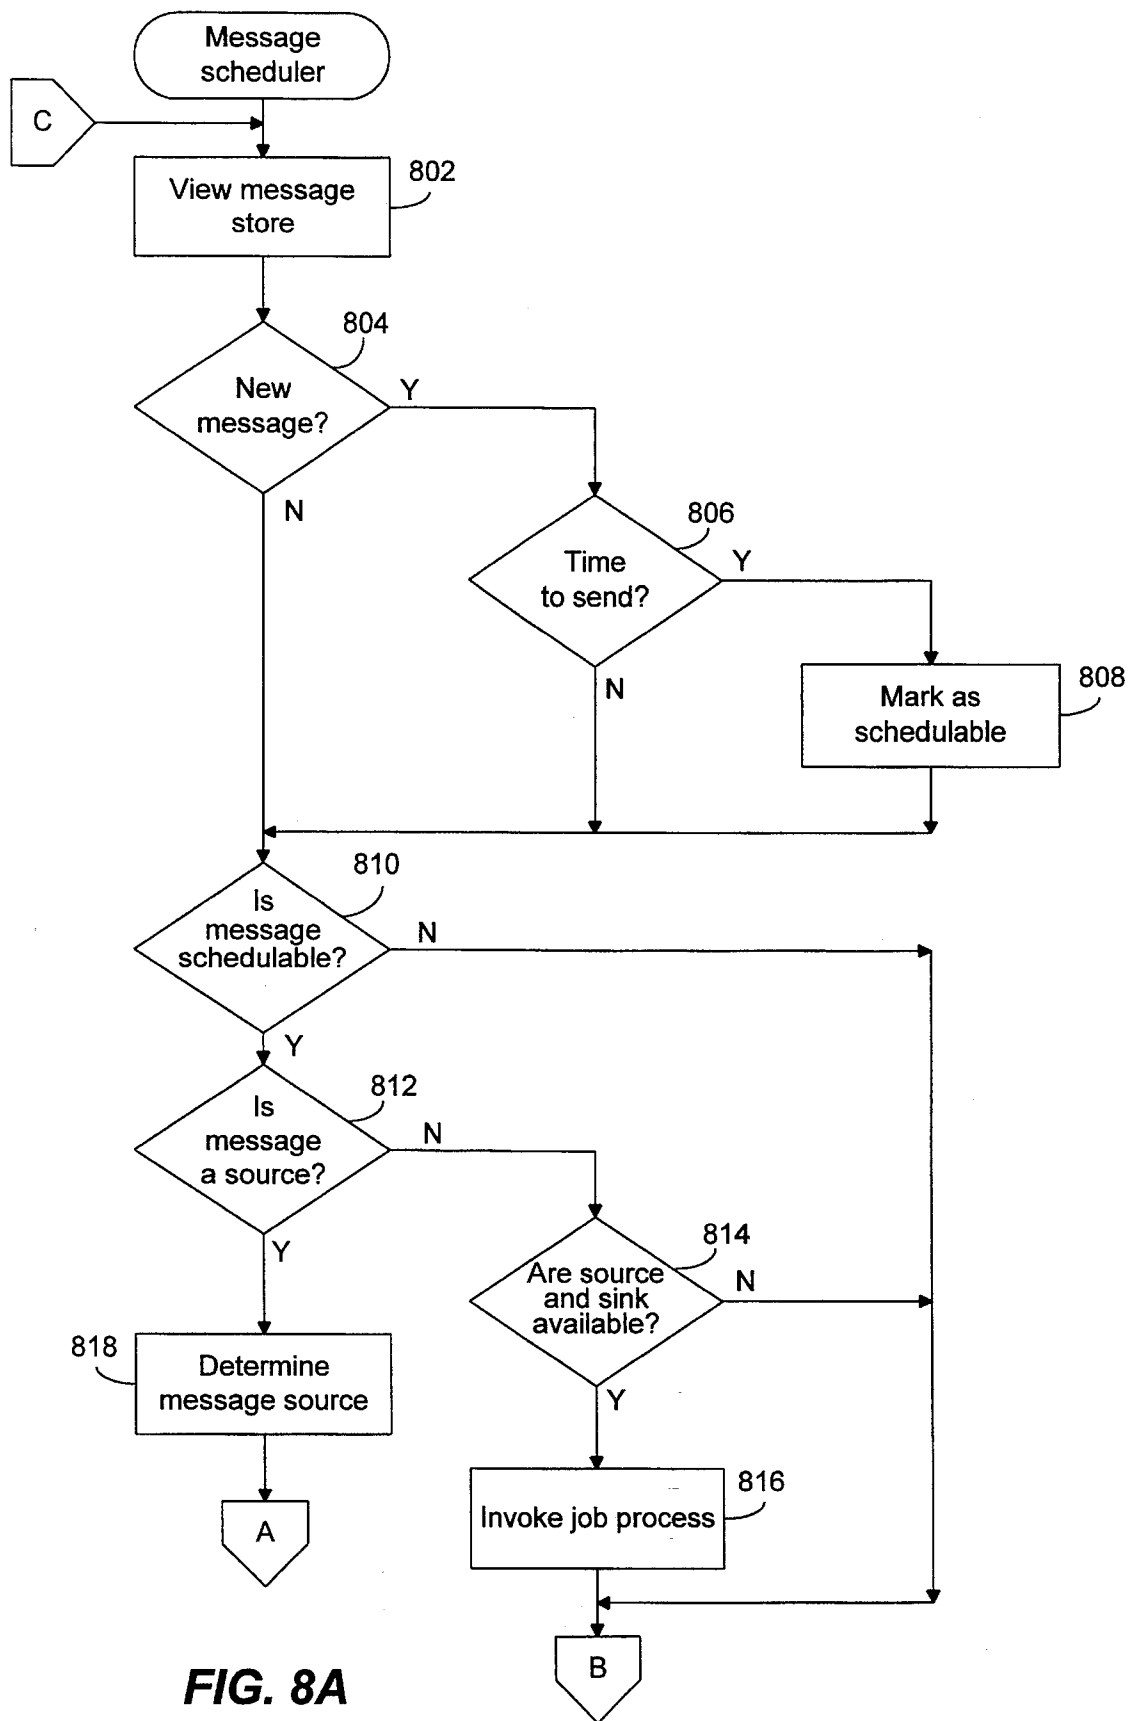 Message
scheduler
C
View message
store
802
804
New
message?
Y
N
806
Time
to send?
Y
N
808
Mark as
schedulable
810
Is
message
schedulable?
N
Y
812
Is
message
a source?
N
Y
814
Are source
and sink
available?
N
Y
818
Determine
message source
816
Invoke job process
A
B
FIG. 8A